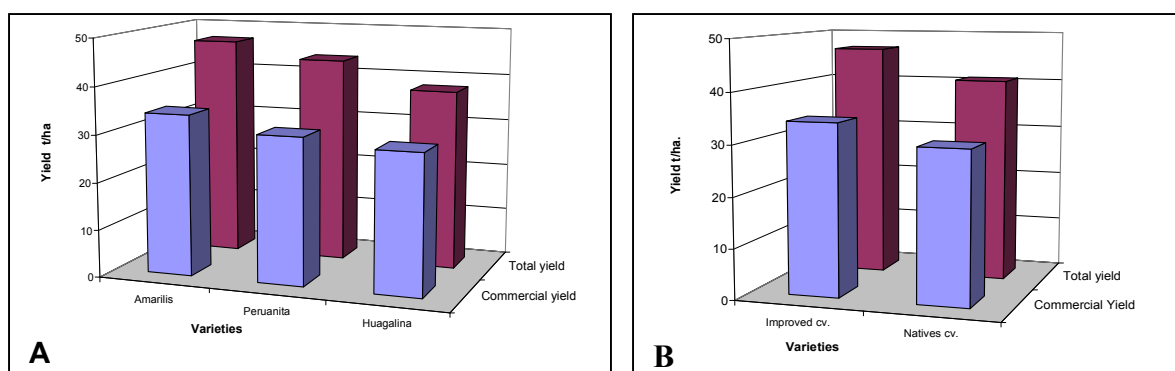 50
40
30
20
10
0
Yield t/ha
Amarilis
Peruanita
Huagalina
Varieties
Total yield
Commercial yield
A
50
40
30
20
10
0
Yield t/ha.
Improved cv.
Natives cv.
Varieties
Total yield
Commercial Yield
B